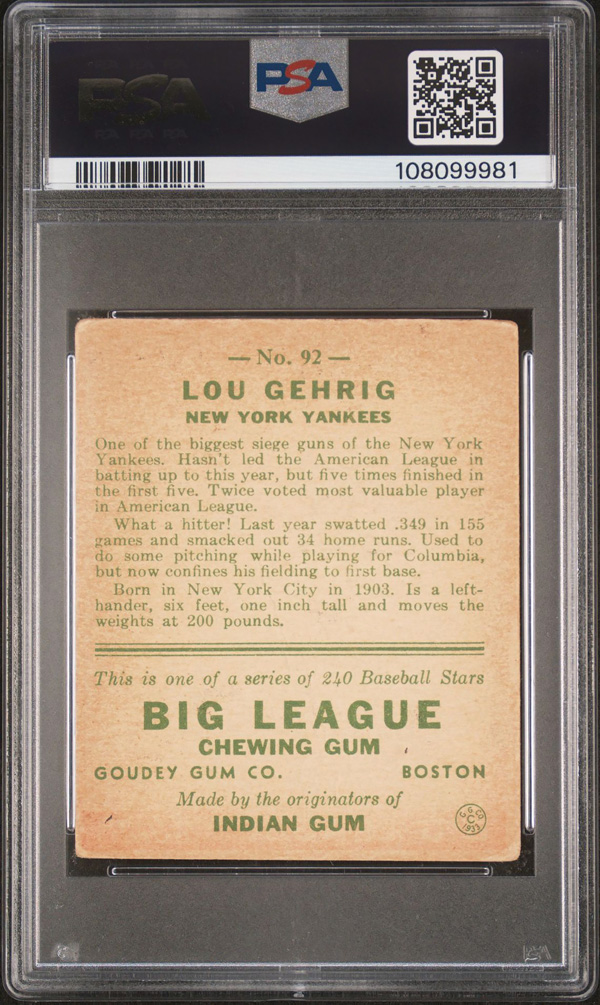 PSA
PSA
108099981
— No. 92 —
LOU GEHRIG
NEW YORK YANKEES
One of the biggest siege guns of the New York
Yankees. Hasn't led the American League in
batting up to this year, but five times finished in
the first five. Twice voted most valuable player
in American League.
What a hitter! Last year swatted .349 in 155
games and smacked out 34 home runs. Used to
do some pitching while playing for Columbia,
but now confines his fielding to first base.
Born in New York City in 1903. Is a left-
hander, six feet, one inch tall and moves the
weights at 200 pounds.
This is one of a series of 240 Baseball Stars
BIG LEAGUE
CHEWING GUM
GOUDEY GUM CO. BOSTON
Made by the originators of
INDIAN GUM
G. G. CO.
C
1933